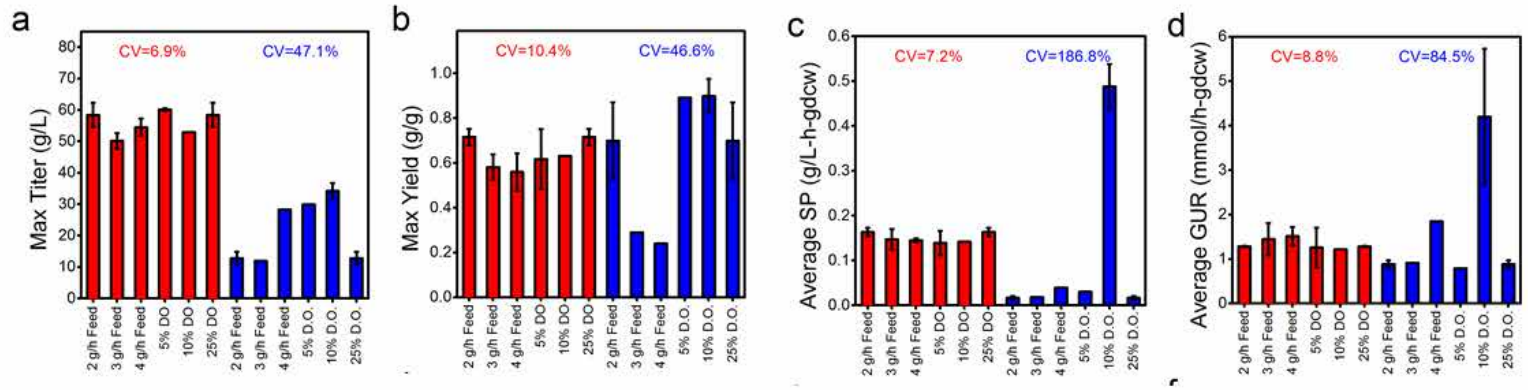 a
CV=6.9%
CV=47.1%
Max Titer (g/L)
80
70
60
50
40
30
20
10
0
2 g/h Feed
3 g/h Feed
4 g/h Feed
5% DO
10% DO
25% DO
2 g/h Feed
3 g/h Feed
4 g/h Feed
5% D.O.
10% D.O.
25% D.O.
b
CV=10.4%
CV=46.6%
Max Yield (g/g)
1.0
0.8
0.6
0.4
0.2
0.0
2 g/h Feed
3 g/h Feed
4 g/h Feed
5% DO
10% DO
25% DO
2 g/h Feed
3 g/h Feed
4 g/h Feed
5% D.O.
10% D.O.
25% D.O.
c
CV=7.2%
CV=186.8%
Average SP (g/L-h-gdcw)
0.6
0.5
0.4
0.3
0.2
0.1
0.0
2 g/h Feed
3 g/h Feed
4 g/h Feed
5% DO
10% DO
25% DO
2 g/h Feed
3 g/h Feed
4 g/h Feed
5% D.O.
10% D.O.
25% D.O.
d
CV=8.8%
CV=84.5%
Average GUR (mmol/h-gdcw)
6
5
4
3
2
1
0
2 g/h Feed
3 g/h Feed
4 g/h Feed
5% DO
10% DO
25% DO
2 g/h Feed
3 g/h Feed
4 g/h Feed
5% D.O.
10% D.O.
25% D.O.